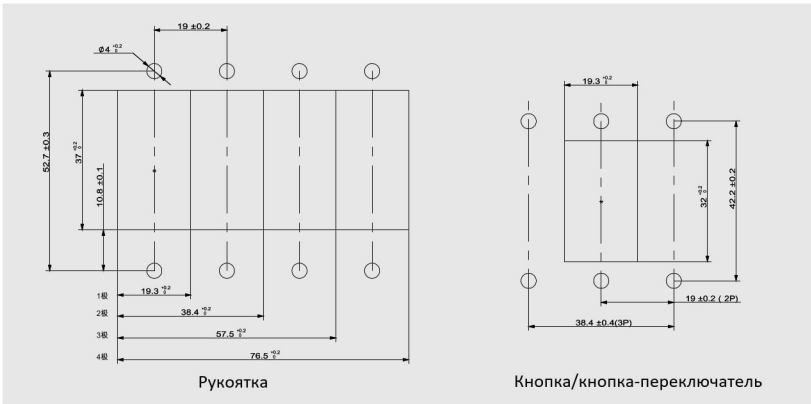 19 ±0.2
Ø4 +0.2 0
52.7 ±0.3
37 +0.2 0
10.8 ±0.1
1极 19.3 +0.2 0
2极 38.4 +0.2 0
3极 57.5 +0.2 0
4极 76.5 +0.2 0
Рукоятка
19.3 +0.2 0
32 +0.2 0
42.2 ±0.2
19 ±0.2 ( 2P)
38.4 ±0.4(3P)
Кнопка/кнопка-переключатель